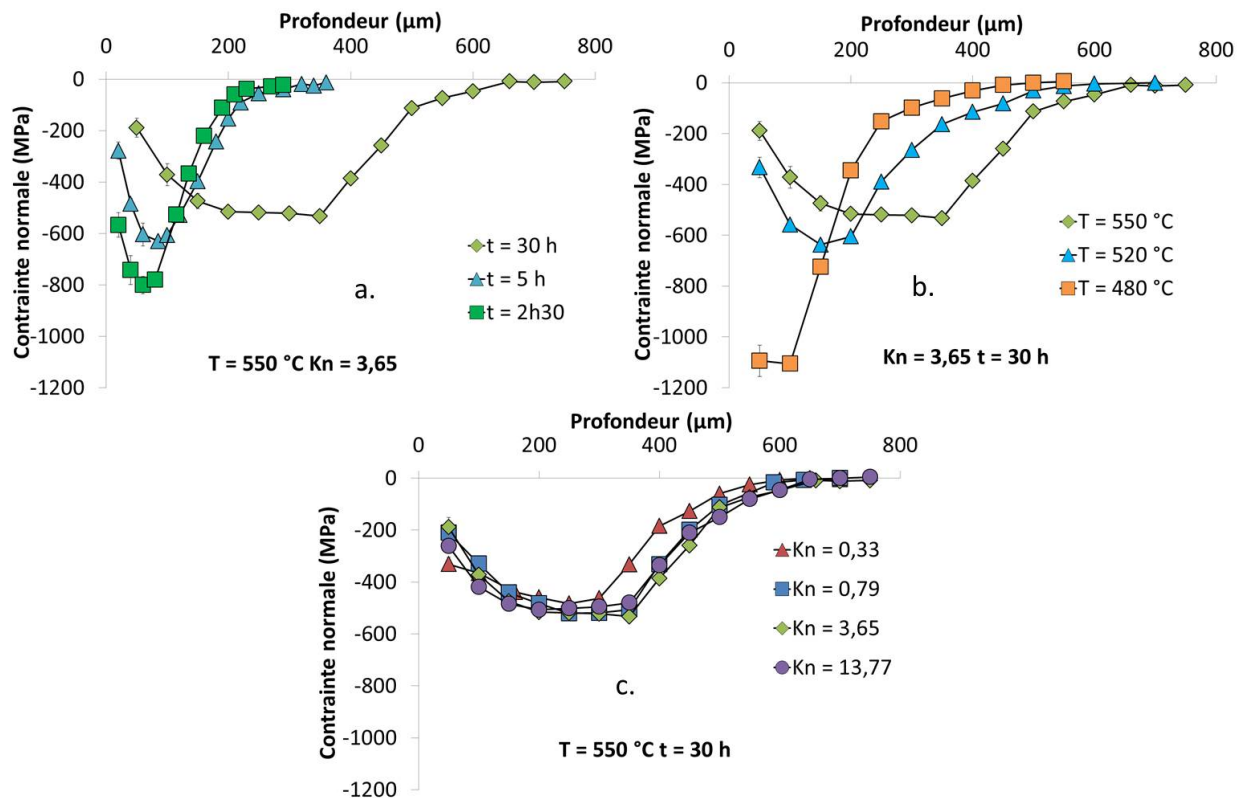 Profondeur (µm)
0 200 400 600 800
0
-200
-400
-600
-800
-1000
-1200
Contrainte normale (MPa)
t = 30 h
t = 5 h
t = 2h30
a.
T = 550 °C Kn = 3,65
Profondeur (µm)
0 200 400 600 800
0
-200
-400
-600
-800
-1000
-1200
Contrainte normale (MPa)
T = 550 °C
T = 520 °C
T = 480 °C
b.
Kn = 3,65 t = 30 h
Profondeur (µm)
0 200 400 600 800
0
-200
-400
-600
-800
-1000
-1200
Contrainte normale (MPa)
Kn = 0,33
Kn = 0,79
Kn = 3,65
Kn = 13,77
c.
T = 550 °C t = 30 h